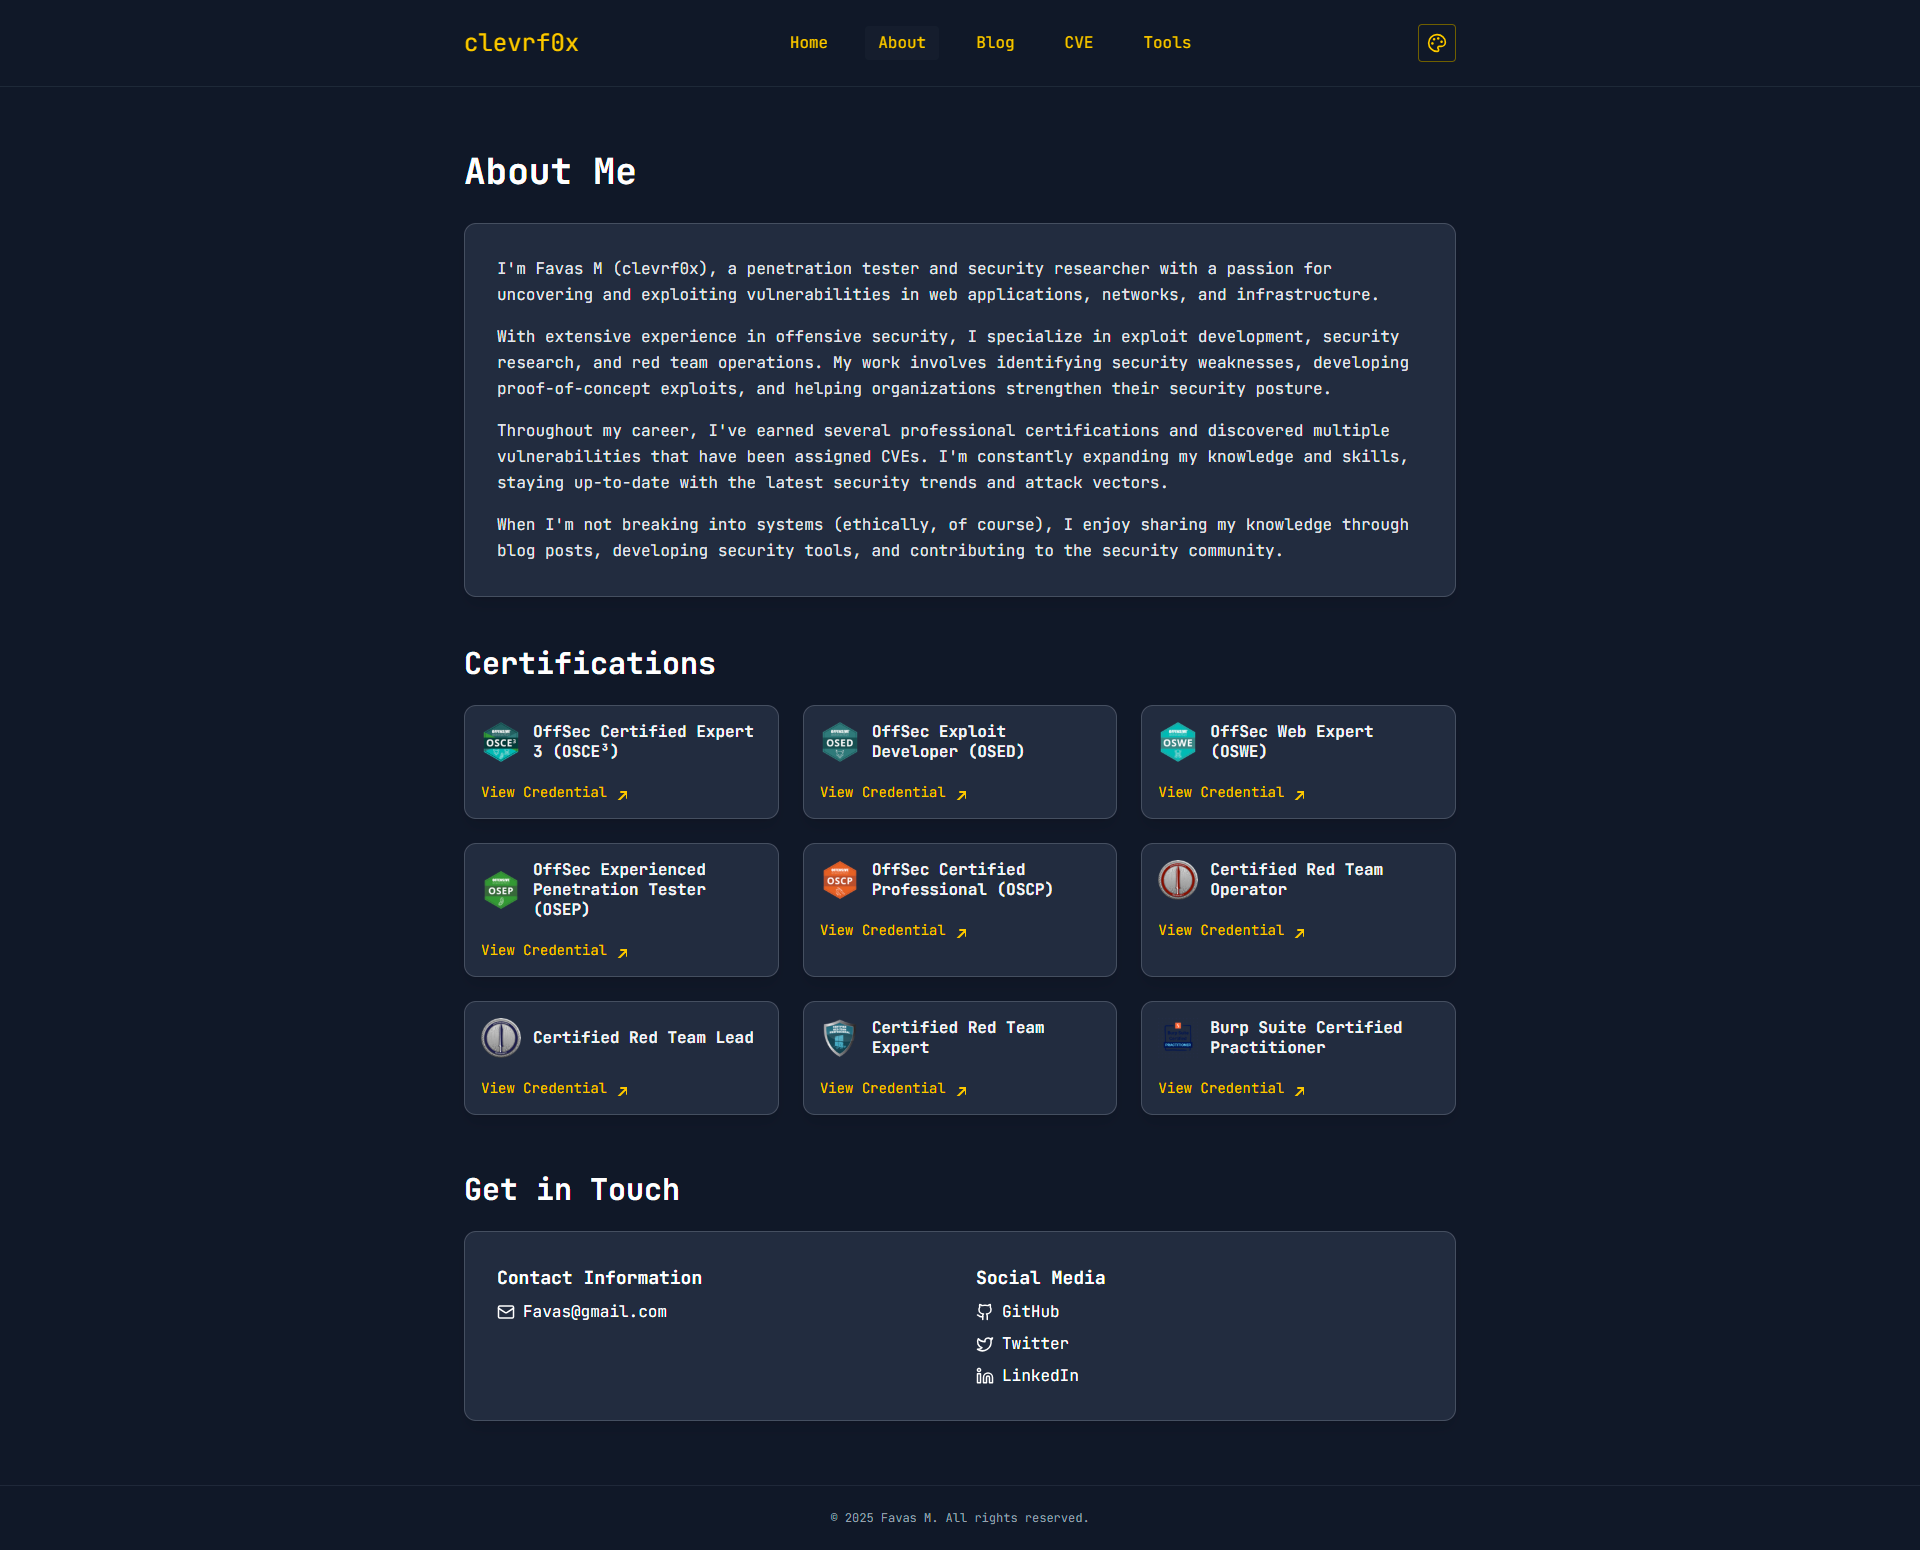 clevrf0x
Home
About
Blog
CVE
Tools
About Me
I'm Favas M (clevrf0x), a penetration tester and security researcher with a passion for
uncovering and exploiting vulnerabilities in web applications, networks, and infrastructure.
With extensive experience in offensive security, I specialize in exploit development, security
research, and red team operations. My work involves identifying security weaknesses, developing
proof-of-concept exploits, and helping organizations strengthen their security posture.
Throughout my career, I've earned several professional certifications and discovered multiple
vulnerabilities that have been assigned CVEs. I'm constantly expanding my knowledge and skills,
staying up-to-date with the latest security trends and attack vectors.
When I'm not breaking into systems (ethically, of course), I enjoy sharing my knowledge through
blog posts, developing security tools, and contributing to the security community.
Certifications
OSCE³
OffSec Certified Expert
3 (OSCE³)
View Credential
OSED
OffSec Exploit
Developer (OSED)
View Credential
OSWE
OffSec Web Expert
(OSWE)
View Credential
OSEP
OffSec Experienced
Penetration Tester
(OSEP)
View Credential
OSCP
OffSec Certified
Professional (OSCP)
View Credential
Certified Red Team
Operator
View Credential
Certified Red Team Lead
View Credential
Certified Red Team
Expert
View Credential
Burp Suite Certified
Practitioner
View Credential
Get in Touch
Contact Information
Favas@gmail.com
Social Media
GitHub
Twitter
LinkedIn
© 2025 Favas M. All rights reserved.